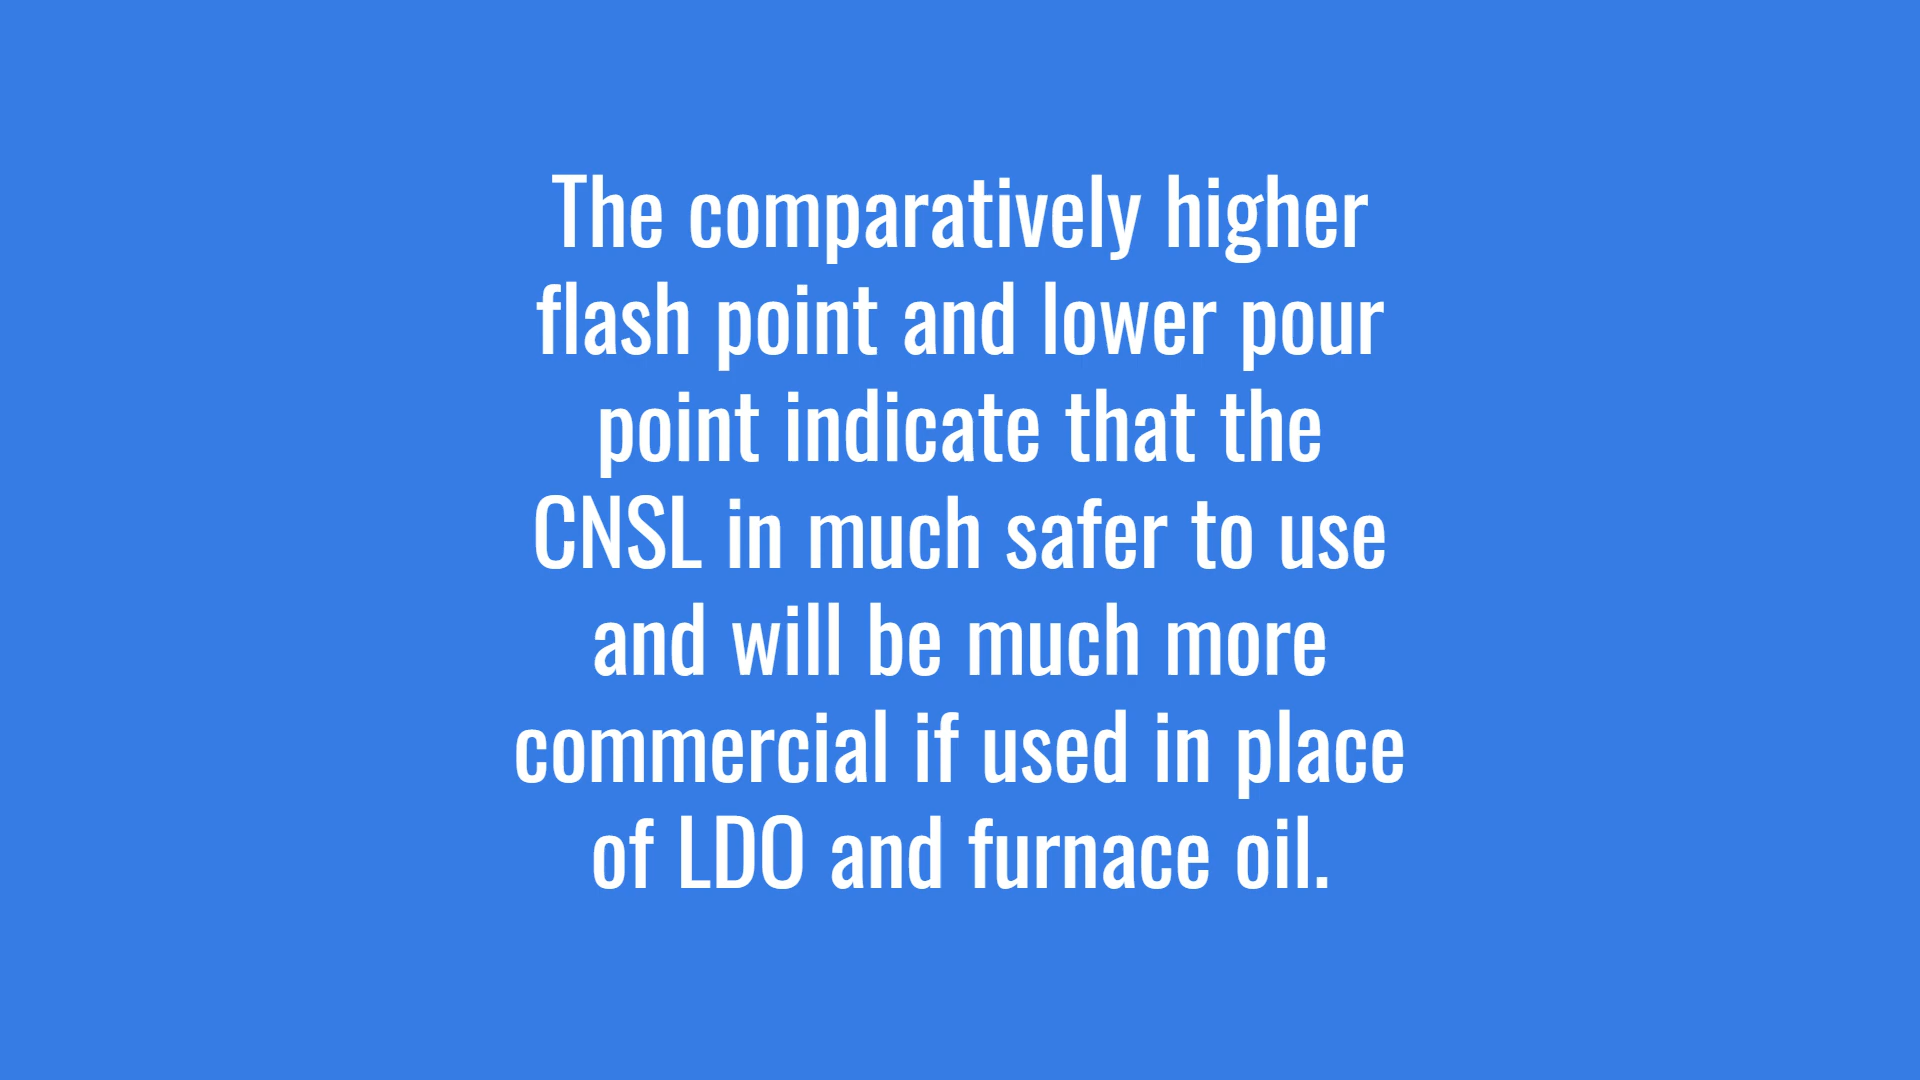 The comparatively higher
flash point and lower pour
point indicate that the
CNSL in much safer to use
and will be much more
commercial if used in place
of LDO and furnace oil.